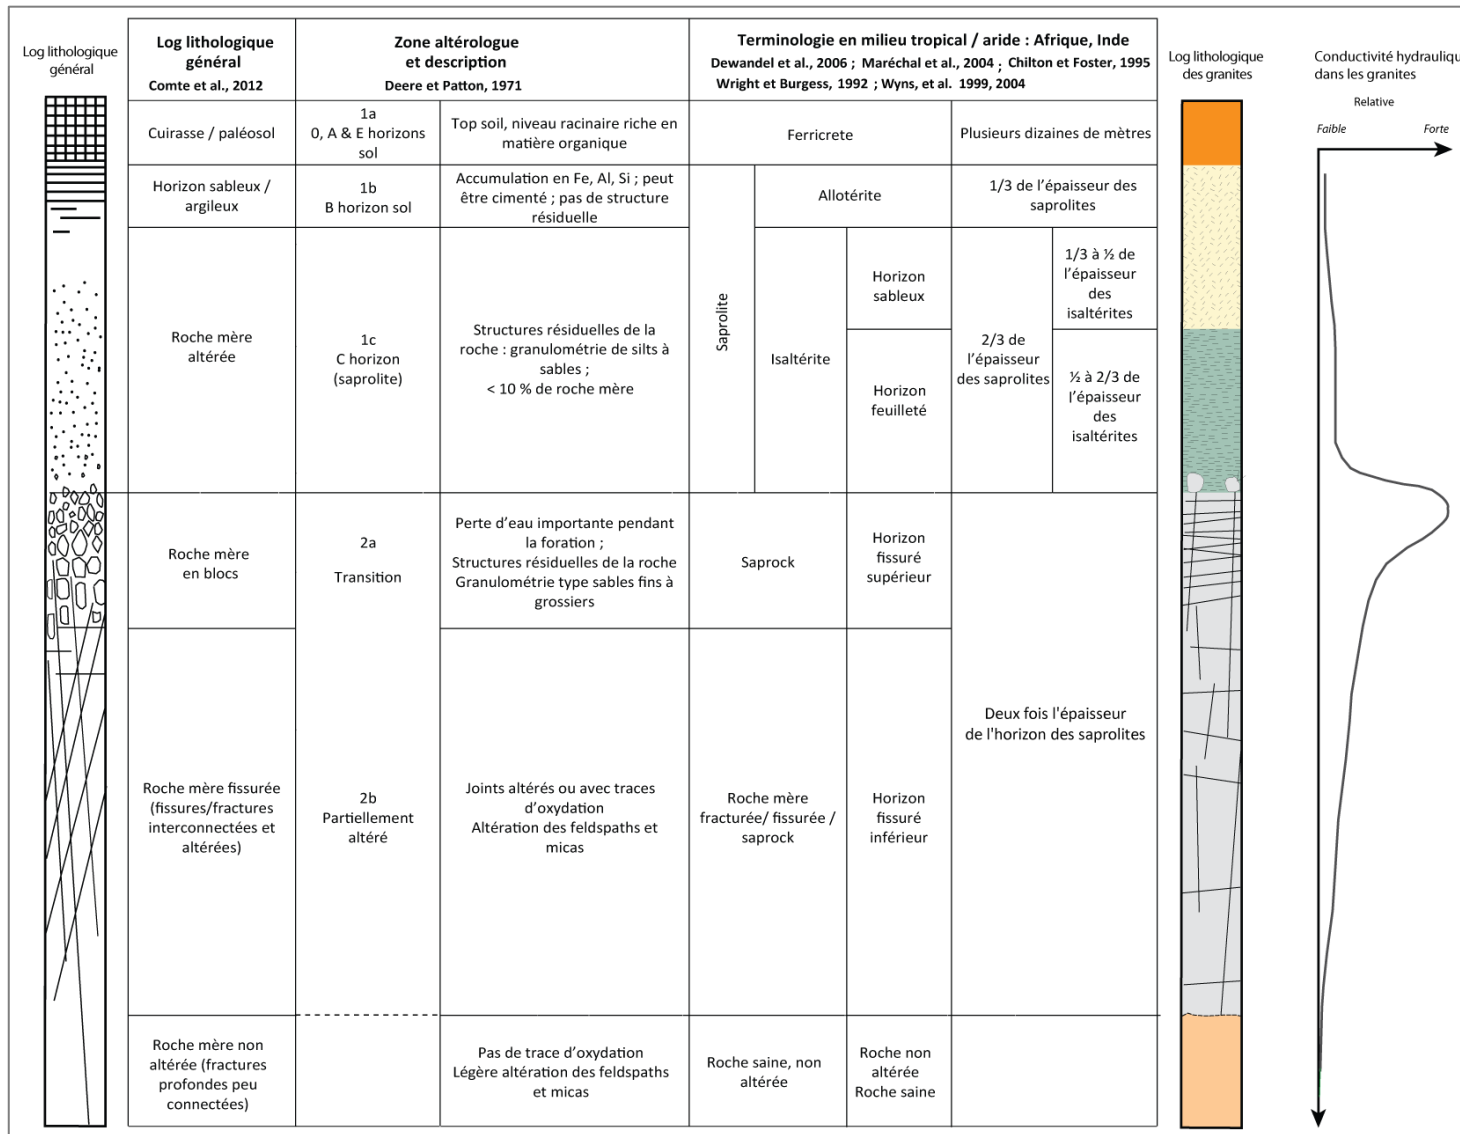 Log lithologique
général
Log lithologique
général
Comte et al., 2012
Zone altérologue
et description
Deere et Patton, 1971
Terminologie en milieu tropical / aride : Afrique, Inde
Dewandel et al., 2006 ; Maréchal et al., 2004 ; Chilton et Foster, 1995
Wright et Burgess, 1992 ; Wyns, et al. 1999, 2004
Log lithologique
des granites
Conductivité hydraulique
dans les granites
Relative
Faible
Forte
Cuirasse / paléosol
1a
0, A & E horizons
sol
Top soil, niveau racinaire riche en
matière organique
Ferricrete
Plusieurs dizaines de mètres
Horizon sableux /
argileux
1b
B horizon sol
Accumulation en Fe, Al, Si ; peut
être cimenté ; pas de structure
résiduelle
Saprolite
Allotérite
1/3 de l'épaisseur des
saprolites
Roche mère
altérée
1c
C horizon
(saprolite)
Structures résiduelles de la
roche : granulométrie de silts à
sables ;
< 10 % de roche mère
Isaltérite
Horizon
sableux
Horizon
feuilleté
2/3 de
l'épaisseur
des saprolites
1/3 à ½ de
l'épaisseur
des
isaltérites
½ à 2/3 de
l'épaisseur
des
isaltérites
Roche mère
en blocs
2a
Transition
Perte d'eau importante pendant
la foration ;
Structures résiduelles de la roche
Granulométrie type sables fins à
grossiers
Saprock
Horizon
fissuré
supérieur
Deux fois l'épaisseur
de l'horizon des saprolites
Roche mère fissurée
(fissures/fractures
interconnectées et
altérées)
2b
Partiellement
altéré
Joints altérés ou avec traces
d'oxydation
Altération des feldspaths et
micas
Roche mère
fracturée/ fissurée /
saprock
Horizon
fissuré
inférieur
Roche mère non
altérée (fractures
profondes peu
connectées)
Pas de trace d'oxydation
Légère altération des feldspaths
et micas
Roche saine, non
altérée
Roche non
altérée
Roche saine